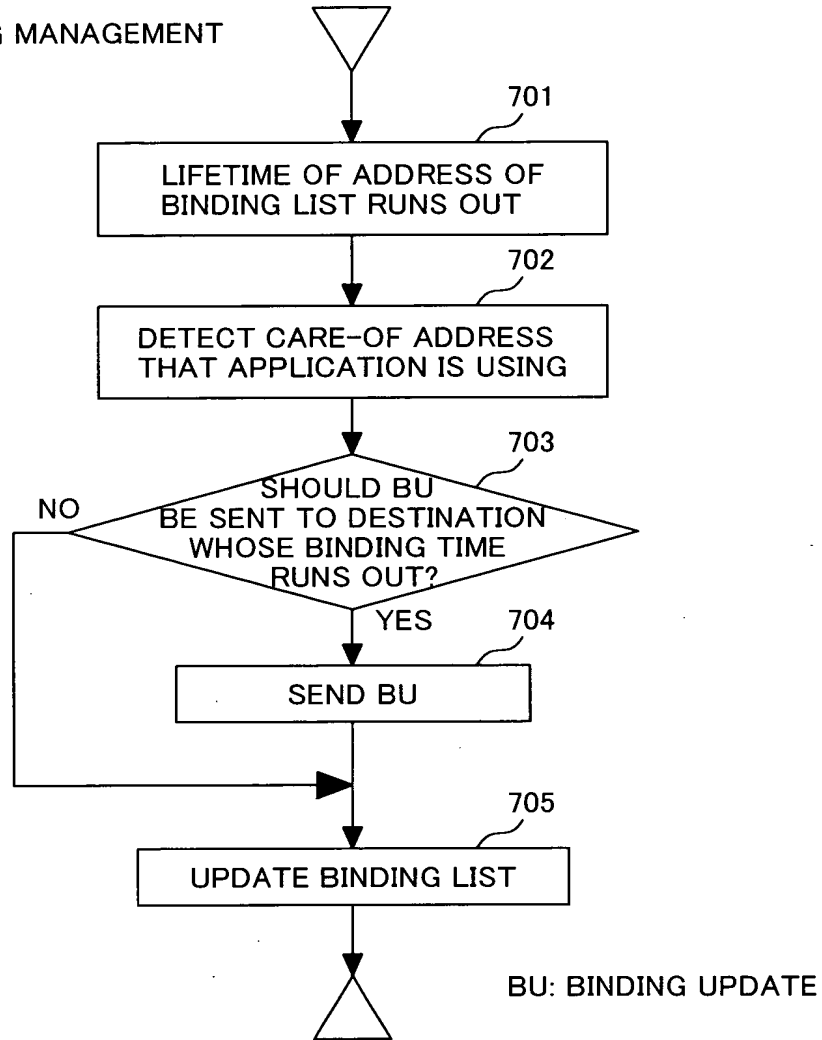 MANAGEMENT
701
LIFETIME OF ADDRESS OF
BINDING LIST RUNS OUT
702
DETECT CARE-OF ADDRESS
THAT APPLICATION IS USING
703
NO
SHOULD BU
BE SENT TO DESTINATION
WHOSE BINDING TIME
RUNS OUT?
YES
704
SEND BU
705
UPDATE BINDING LIST
BU: BINDING UPDATE